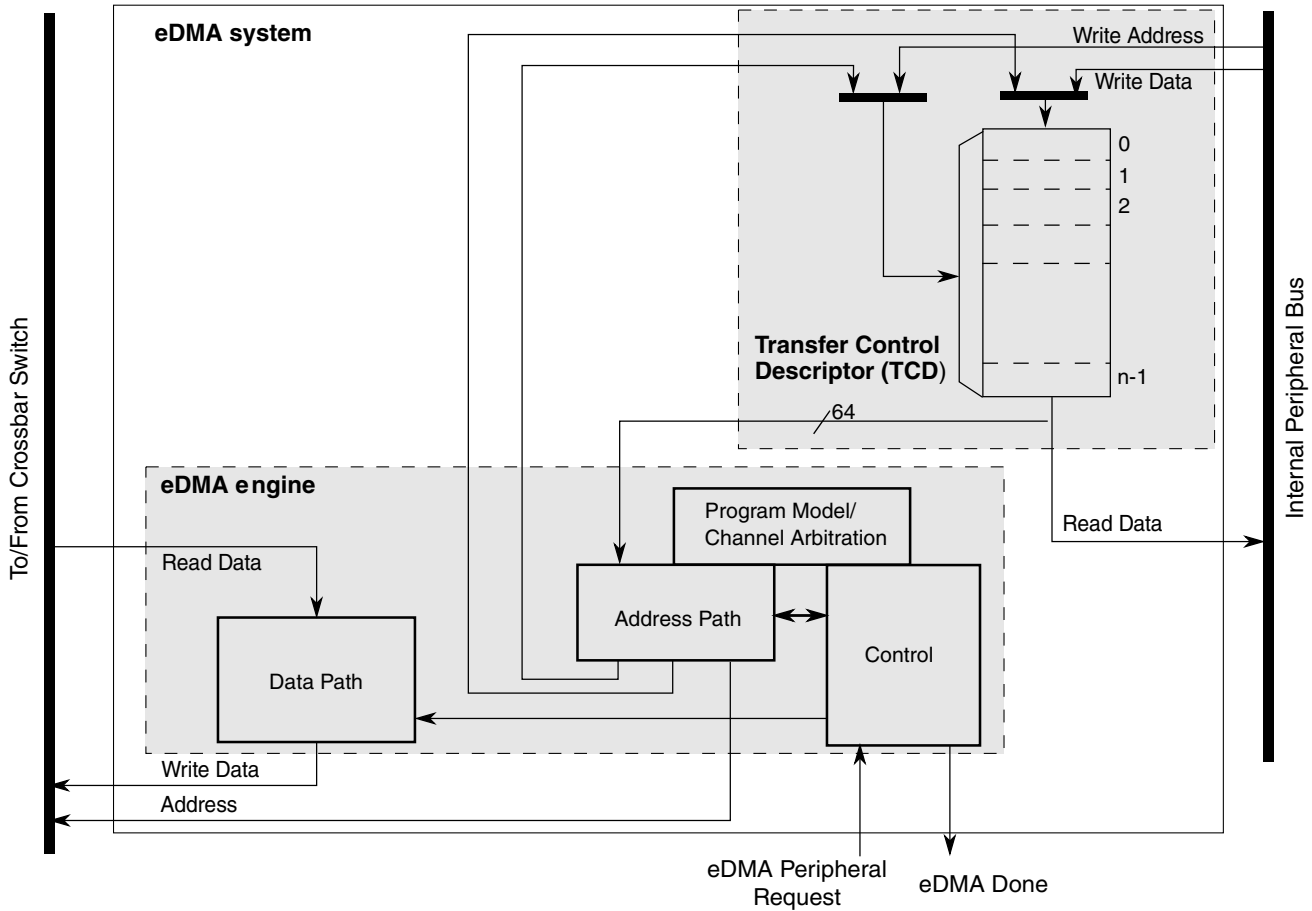 eDMA system
Write Address
Write Data
0
1
2
n-1
Transfer Control
Descriptor (TCD)
64
To/From Crossbar Switch
Internal Peripheral Bus
eDMA engine
Program Model/
Channel Arbitration
Read Data
Read Data
Address Path
Control
Data Path
Write Data
Address
eDMA Peripheral
Request
eDMA Done